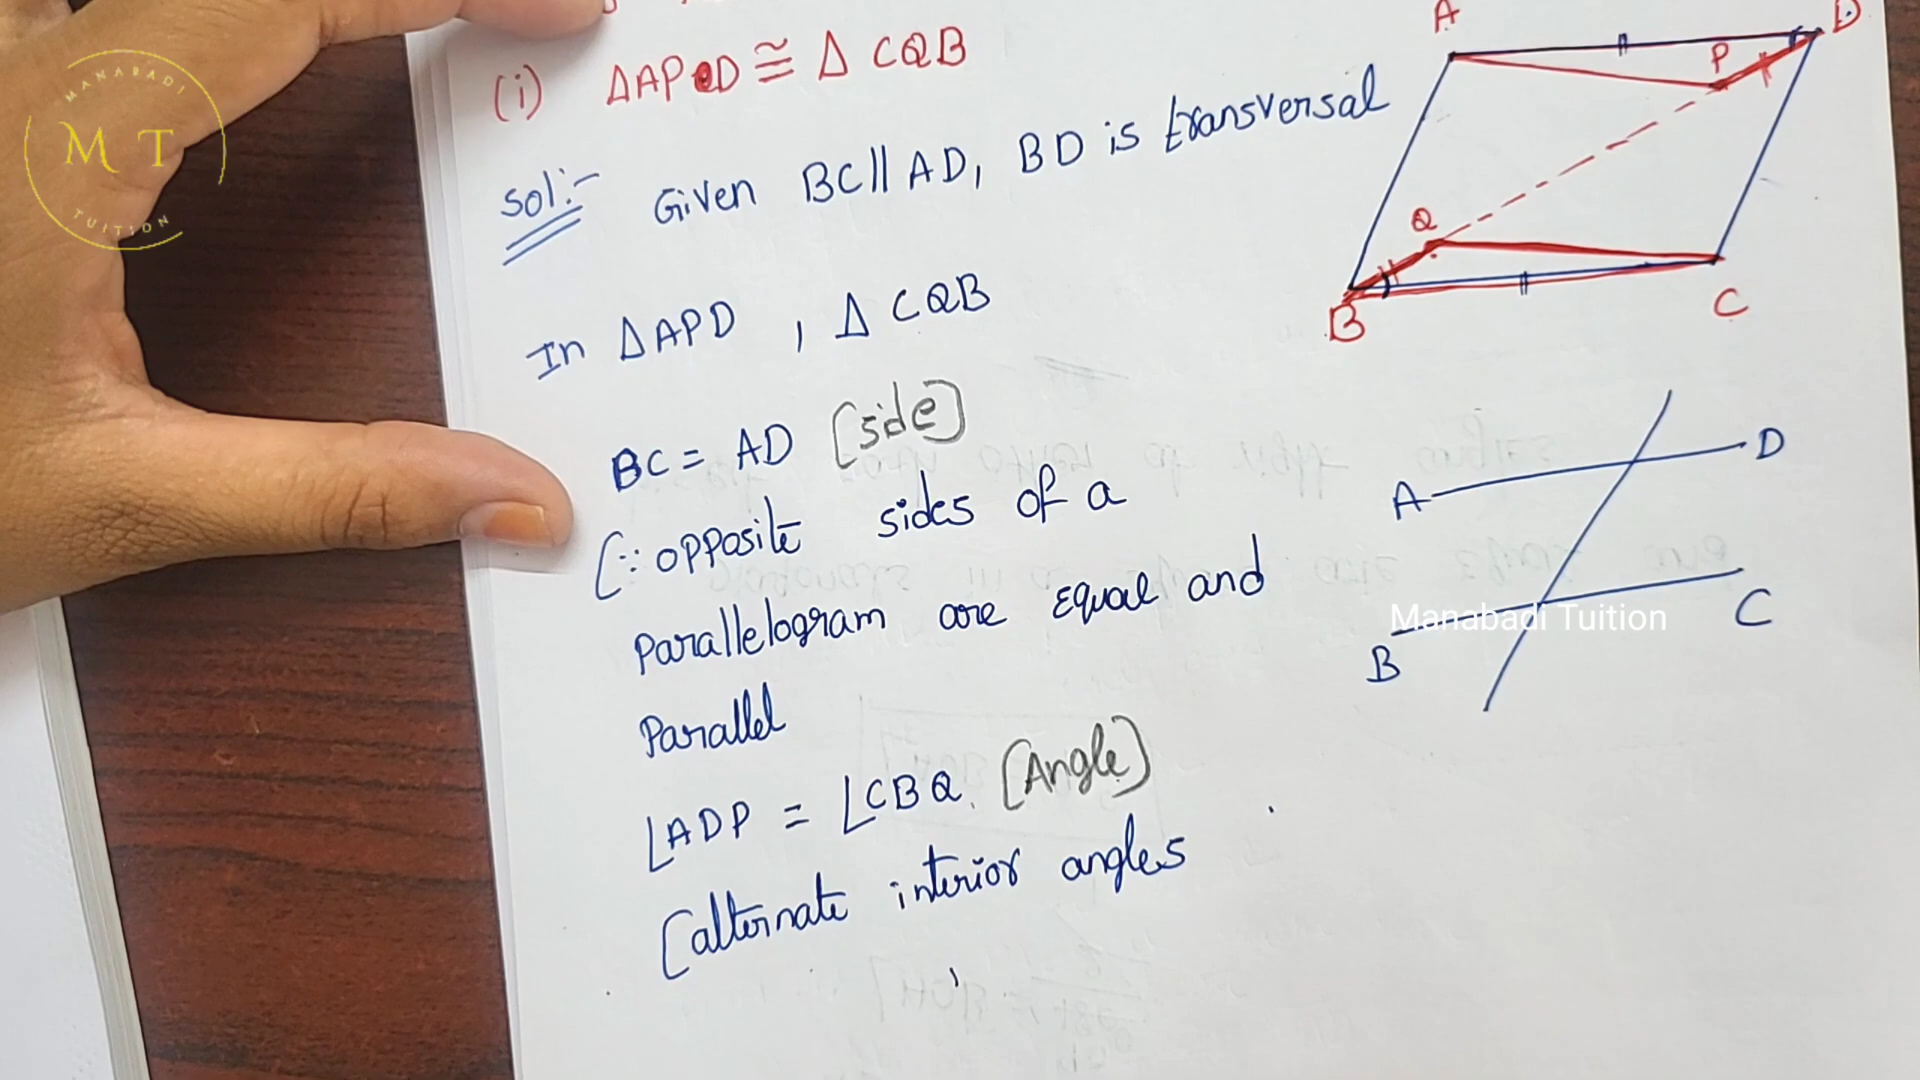 MANABADI
M T
TUITION
(i) ΔAPD ≅ Δ CQB
Sol:- Given BC || AD, BD is transversal
In ΔAPD , Δ CQB
BC = AD [side]
[∵ opposite sides of a
parallelogram are equal and
parallel
∠ADP = ∠CBQ. [Angle]
[alternate interior angles
A
D
P
Q
B
C
A
D
B
C
Manabadi Tuition